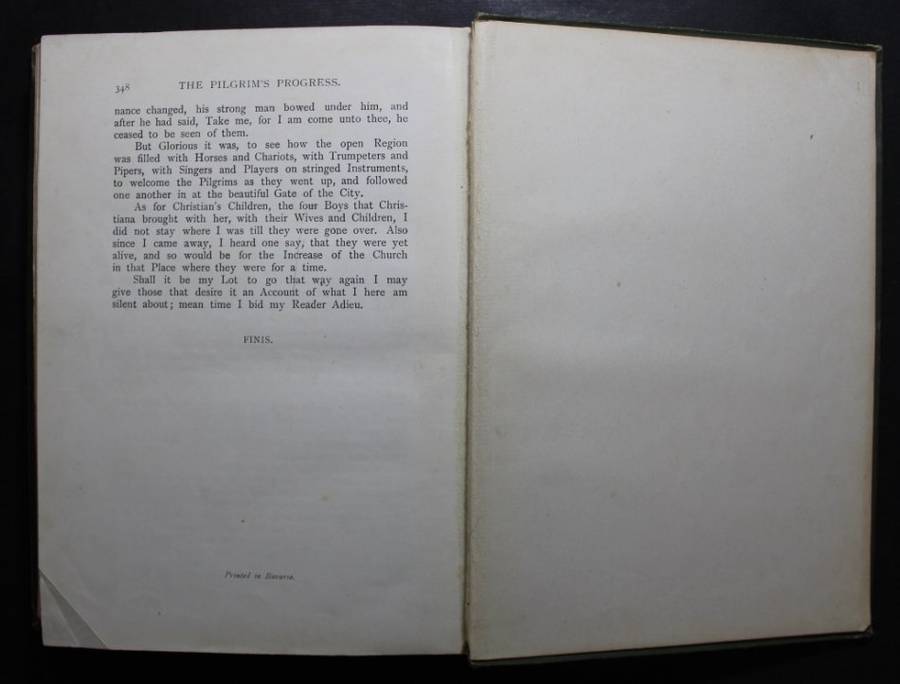 348 THE PILGRIM'S PROGRESS.
nance changed, his strong man bowed under him, and
after he had said, Take me, for I am come unto thee, he
ceased to be seen of them.
But Glorious it was, to see how the open Region
was filled with Horses and Chariots, with Trumpeters and
Pipers, with Singers and Players on stringed Instruments,
to welcome the Pilgrims as they went up, and followed
one another in at the beautiful Gate of the City.
As for Christian's Children, the four Boys that Chris-
tiana brought with her, with their Wives and Children, I
did not stay where I was till they were gone over. Also
since I came away, I heard one say, that they were yet
alive, and so would be for the Increase of the Church
in that Place where they were for a time.
Shall it be my Lot to go that way again I may
give those that desire it an Account of what I here am
silent about; mean time I bid my Reader Adieu.
FINIS.
Printed in Bavaria.